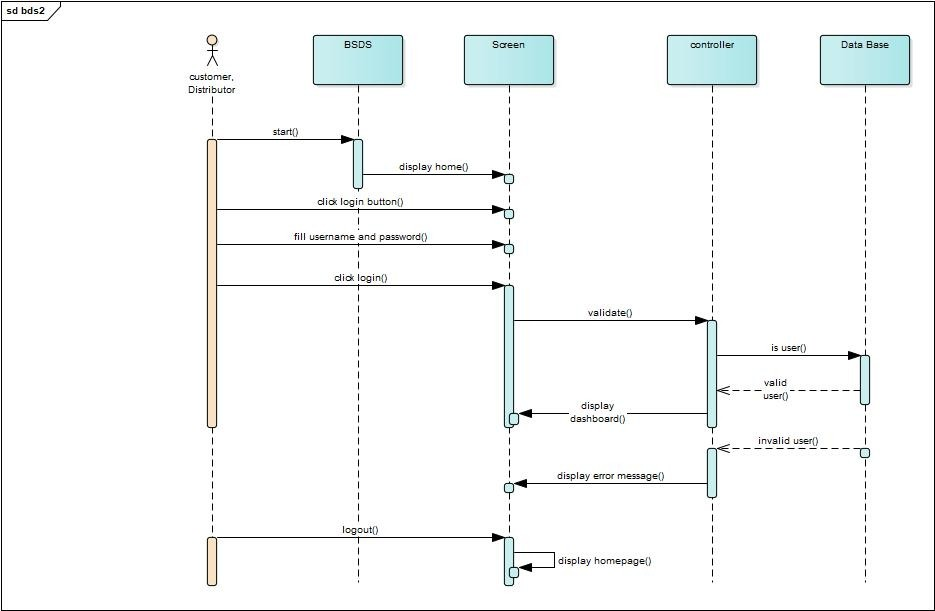 sd bds2
BSDS
Screen
controller
Data Base
customer,
Distributor
start()
display home()
click login button()
fill username and password()
click login()
validate()
is user()
valid
user()
display
dashboard()
invalid user()
display error message()
logout()
display homepage()